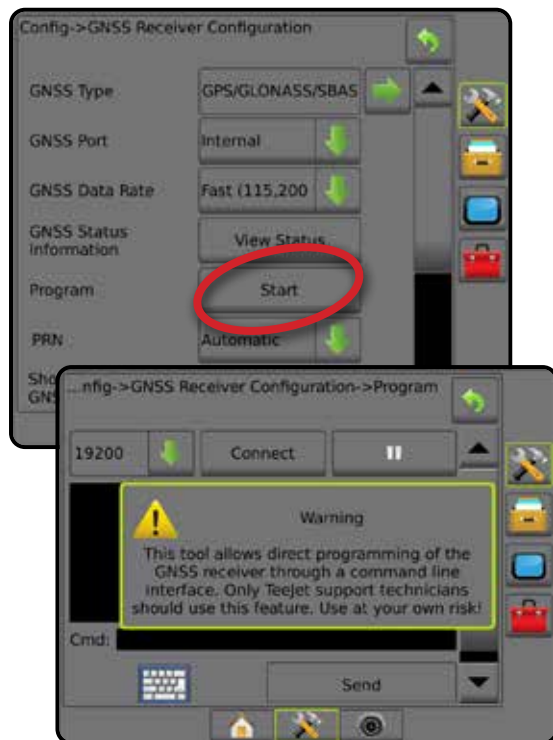 Config->GNSS Receiver Configuration
GNSS Type GPS/GLONASS/SBAS
GNSS Port Internal
GNSS Data Rate Fast (115,200
GNSS Status
Information View Status
Program Start
PRN Automatic
Sho
GNS
...nfig->GNSS Receiver Configuration->Program
19200 Connect
Warning
This tool allows direct programming of the
GNSS receiver through a command line
interface. Only TeeJet support technicians
should use this feature. Use at your own risk!
Cmd:
Send